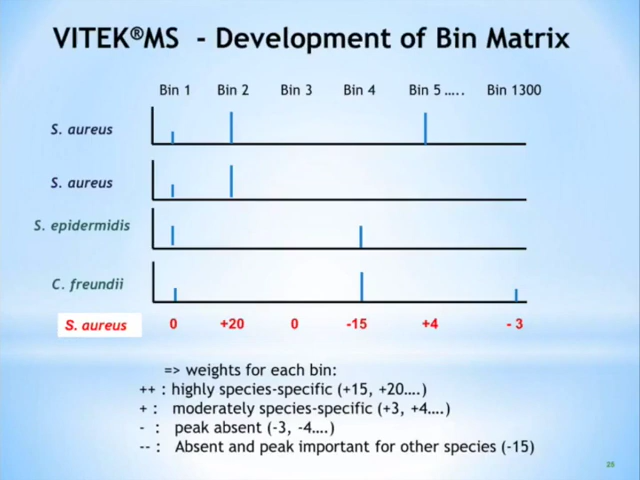 VITEK®MS - Development of Bin Matrix
Bin 1 Bin 2 Bin 3 Bin 4 Bin 5 ..... Bin 1300
S. aureus
S. aureus
S. epidermidis
C. freundii
S. aureus 0 +20 0 -15 +4 - 3
=> weights for each bin:
++ : highly species-specific (+15, +20....)
+ : moderately species-specific (+3, +4....)
- : peak absent (-3, -4....)
-- : Absent and peak important for other species (-15)
26